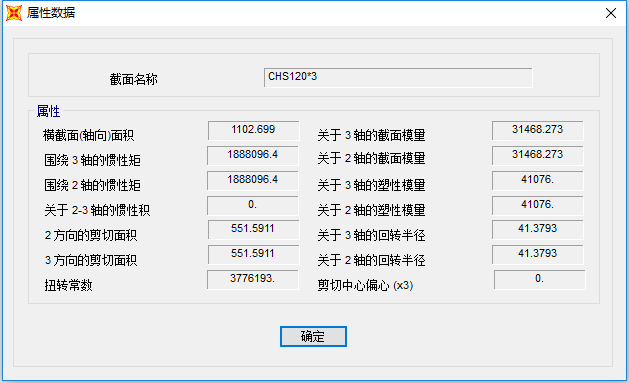 属性数据
截面名称 CHS120*3
属性
横截面(轴向)面积 1102.699 关于 3 轴的截面模量 31468.273
围绕 3 轴的惯性矩 1888096.4 关于 2 轴的截面模量 31468.273
围绕 2 轴的惯性矩 1888096.4 关于 3 轴的塑性模量 41076.
关于 2-3 轴的惯性积 0. 关于 2 轴的塑性模量 41076.
2 方向的剪切面积 551.5911 关于 3 轴的回转半径 41.3793
3 方向的剪切面积 551.5911 关于 2 轴的回转半径 41.3793
扭转常数 3776193. 剪切中心偏心 (x3) 0.
确定